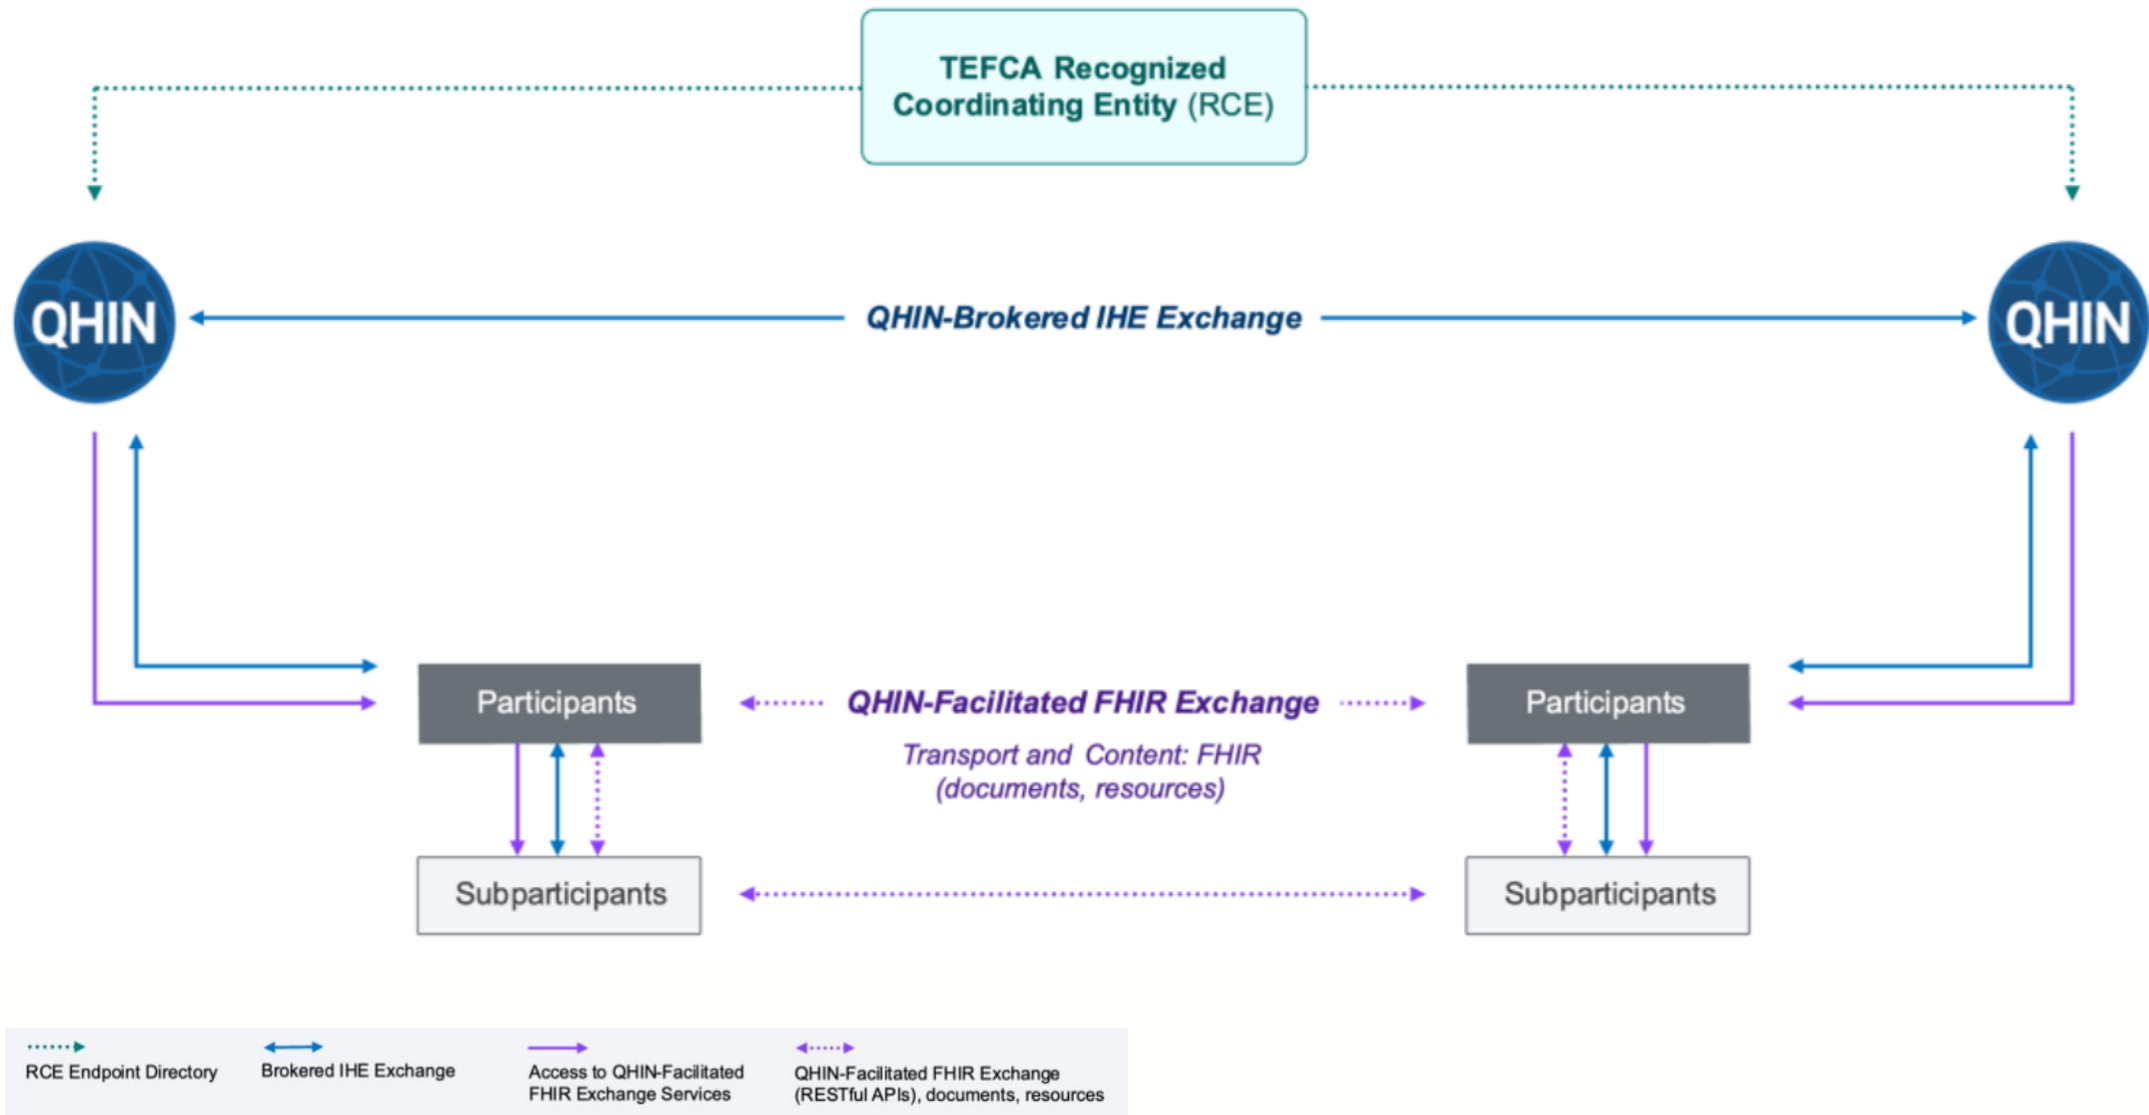 TEFCA Recognized
Coordinating Entity (RCE)
QHIN
QHIN-Brokered IHE Exchange
QHIN
Participants
QHIN-Facilitated FHIR Exchange
Participants
Transport and Content: FHIR
(documents, resources)
Subparticipants
Subparticipants
RCE Endpoint Directory
Brokered IHE Exchange
Access to QHIN-Facilitated
FHIR Exchange Services
QHIN-Facilitated FHIR Exchange
(RESTful APIs), documents, resources